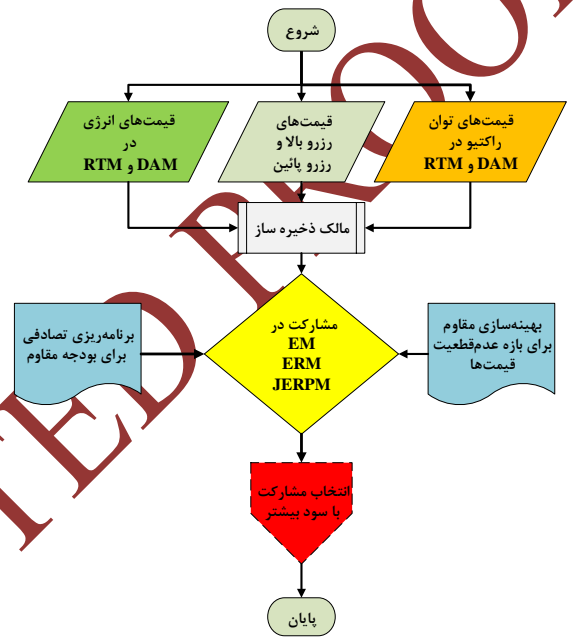 شروع
قیمت‌های توان
راکتیو در
DAM و RTM
قیمت‌های
رزرو بالا و
رزرو پائین
قیمت‌های انرژی
در
DAM و RTM
مالک ذخیره ساز
بهینه‌سازی مقاوم
برای بازه عدم‌قطعیت
قیمت‌ها
مشارکت در
EM
ERM
JERPM
برنامه‌ریزی تصادفی
برای بودجه مقاوم
انتخاب مشارکت
با سود بیشتر
پایان
TED PROO